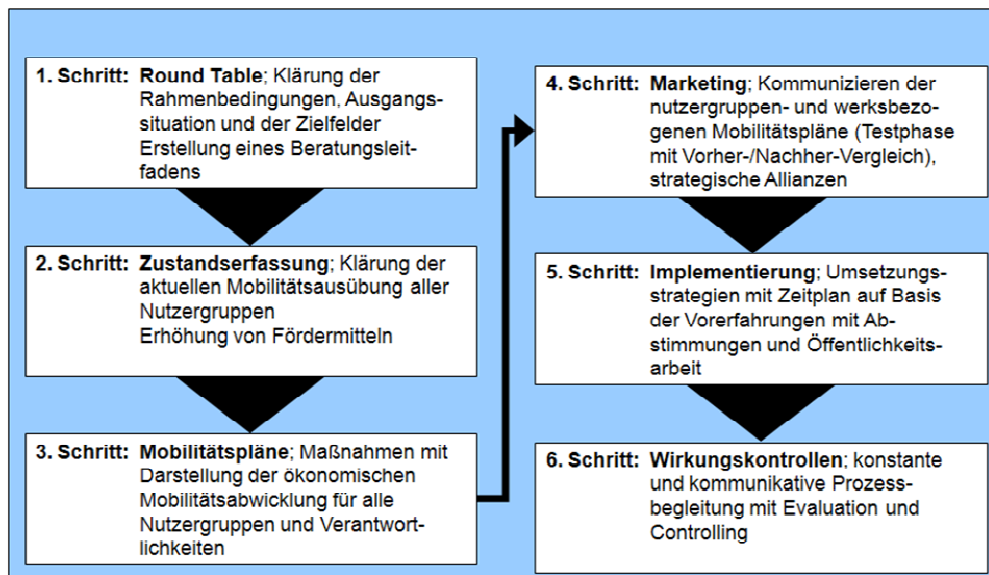 1. Schritt: Round Table; Klärung der
Rahmenbedingungen, Ausgangs-
situation und der Zielfelder
Erstellung eines Beratungsleit-
fadens
2. Schritt: Zustandserfassung; Klärung der
aktuellen Mobilitätsausübung aller
Nutzergruppen
Erhöhung von Fördermitteln
3. Schritt: Mobilitätspläne; Maßnahmen mit
Darstellung der ökonomischen
Mobilitätsabwicklung für alle
Nutzergruppen und Verantwort-
lichkeiten
4. Schritt: Marketing; Kommunizieren der
nutzergruppen- und werksbezo-
genen Mobilitätspläne (Testphase
mit Vorher-/Nachher-Vergleich),
strategische Allianzen
5. Schritt: Implementierung; Umsetzungs-
strategien mit Zeitplan auf Basis
der Vorerfahrungen mit Ab-
stimmungen und Öffentlichkeits-
arbeit
6. Schritt: Wirkungskontrollen; konstante
und kommunikative Prozess-
begleitung mit Evaluation und
Controlling